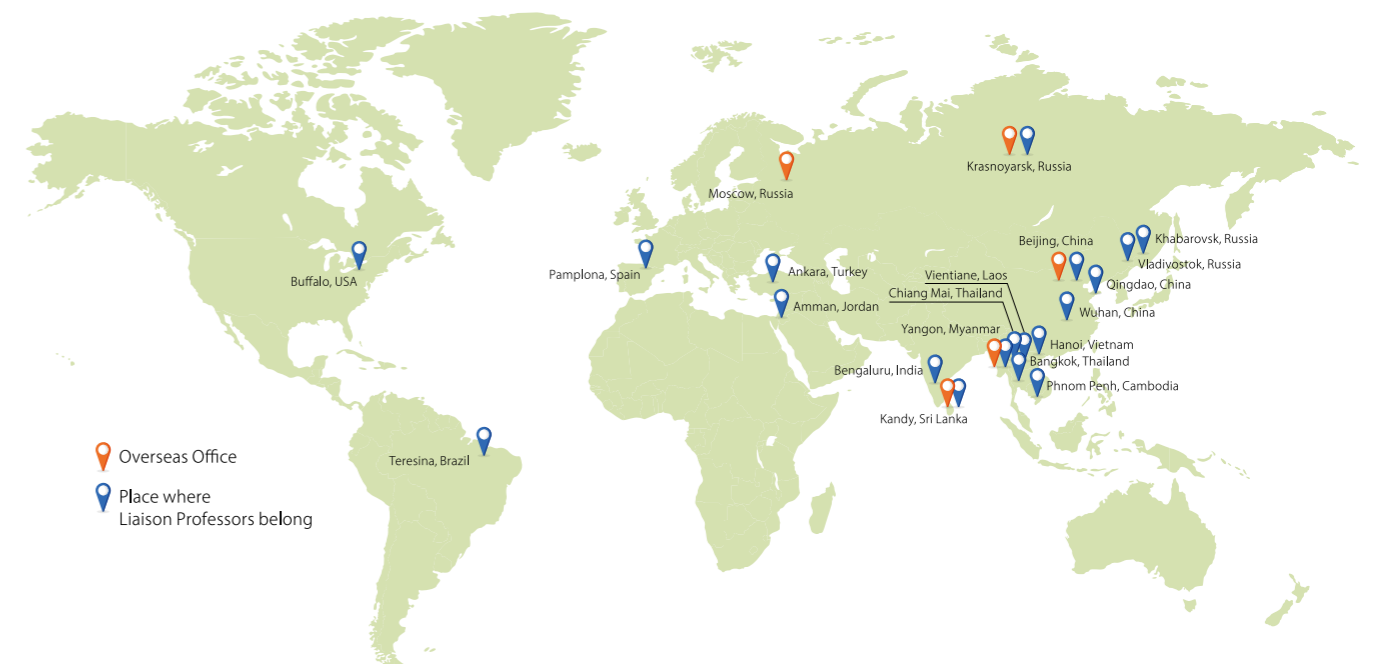 Krasnoyarsk, Russia
Moscow, Russia
Beijing, China
Khabarovsk, Russia
Vladivostok, Russia
Pamplona, Spain
Ankara, Turkey
Vientiane, Laos
Qingdao, China
Buffalo, USA
Chiang Mai, Thailand
Amman, Jordan
Wuhan, China
Yangon, Myanmar
Hanoi, Vietnam
Bangkok, Thailand
Bengaluru, India
Phnom Penh, Cambodia
Kandy, Sri Lanka
Teresina, Brazil
Overseas Office
Place where
Liaison Professors belong